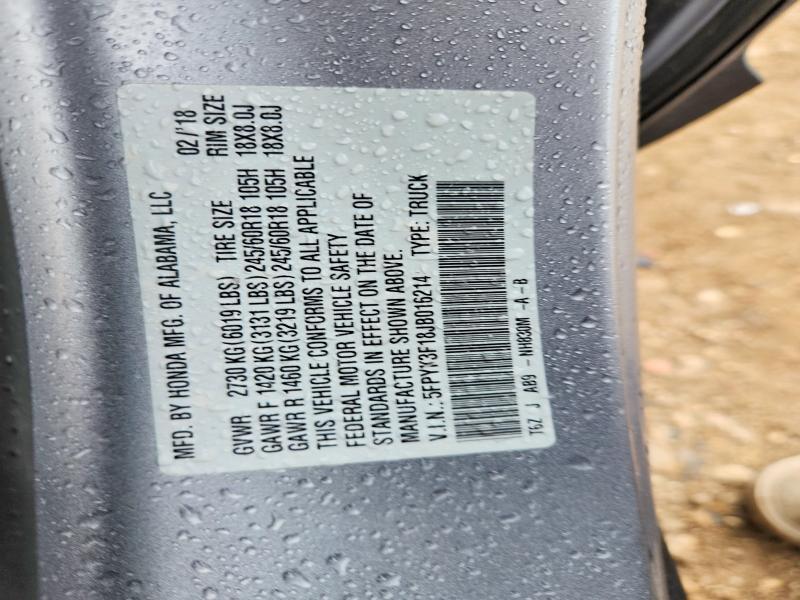 MFD. BY HONDA MFG. OF ALABAMA, LLC 02/'18
GVWR 2730 KG(6019 LBS) TIRE SIZE RIM SIZE
GAWR F 1420 KG(3131 LBS) 245/60R18 105H 18X8.0J
GAWR R 1460 KG(3219 LBS) 245/60R18 105H 18X8.0J
THIS VEHICLE CONFORMS TO ALL APPLICABLE
FEDERAL MOTOR VEHICLE SAFETY
STANDARDS IN EFFECT ON THE DATE OF
MANUFACTURE SHOWN ABOVE.
V.I.N.: 5FPYK3F18JB016214 TYPE: TRUCK
T6Z J A09 -NH830M -A-B